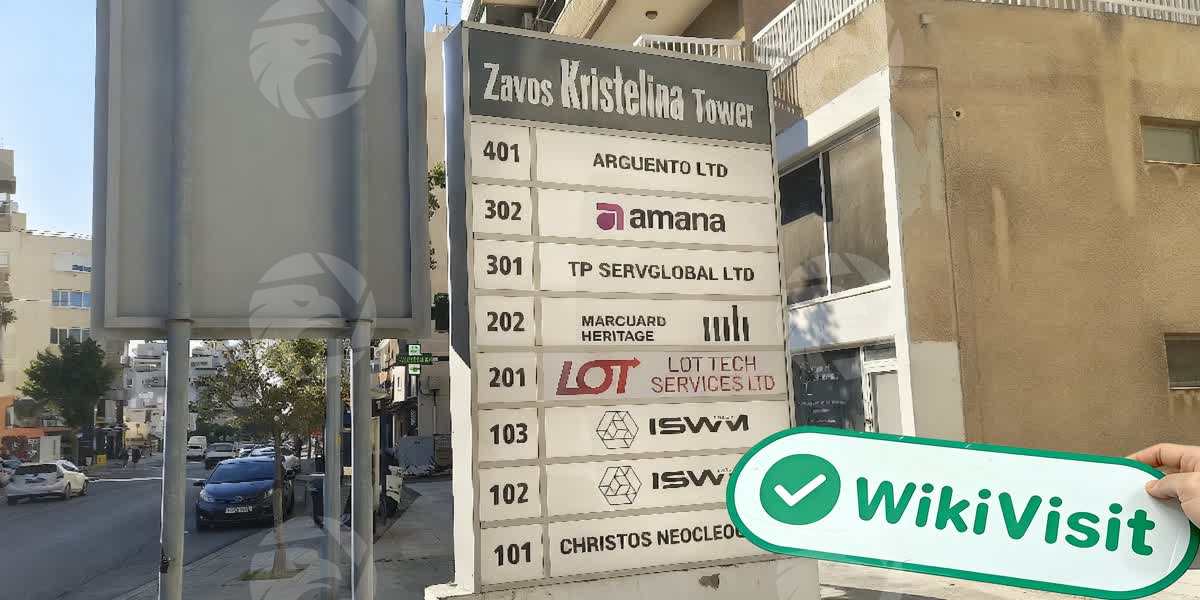 Zavos Kristelina Tower
401 ARGUENTO LTD
302 amana
301 TP SERVGLOBAL LTD
202 MARCUARD
HERITAGE
201 LOT LOT TECH
SERVICES LTD
103 ISWM
102
101 CHRISTOS
WikiVisit